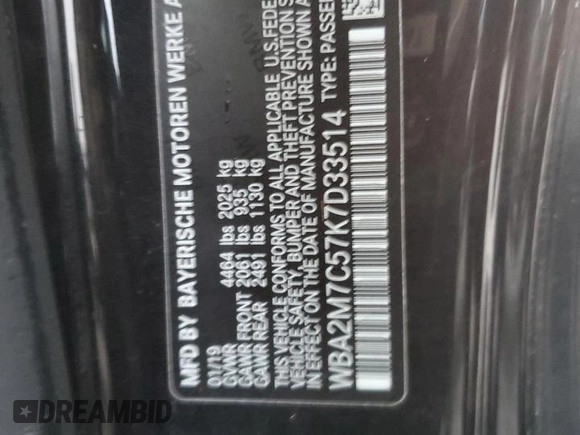 MFD BY BAYERISCHE MOTOREN WERKE A
01/19
GVWR 4464 lbs 2025 kg
GAWR FRONT 2061 lbs 935 kg
GAWR REAR 2491 lbs 1130 kg
THIS VEHICLE CONFORMS TO ALL APPLICABLE U.S. FEDE
VEHICLE SAFETY, BUMPER AND THEFT PREVENTION S
IN EFFECT ON THE DATE OF MANUFACTURE SHOWN A
WBA2M7C57K7D33514 TYPE: PASSE
DREAMBID